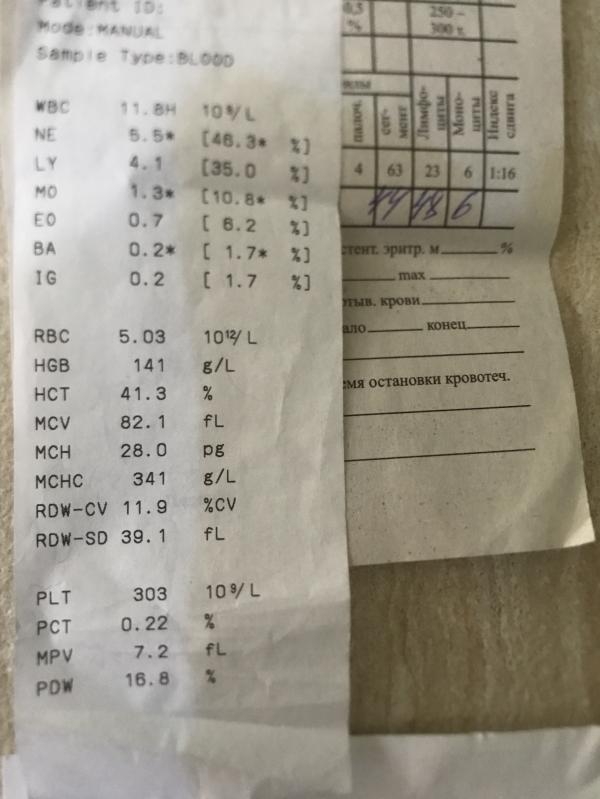 Patient ID:
Mode:MANUAL
Sample Type:BLOOD
WBC 11.8H 10⁹/L
NE 5.5* [46.3* %]
LY 4.1 [35.0 %]
MO 1.3* [10.8* %]
EO 0.7 [ 6.2 %]
BA 0.2* [ 1.7* %]
IG 0.2 [ 1.7 %]
RBC 5.03 10¹²/L
HGB 141 g/L
HCT 41.3 %
MCV 82.1 fL
MCH 28.0 pg
MCHC 341 g/L
RDW-CV 11.9 %CV
RDW-SD 39.1 fL
PLT 303 10⁹/L
PCT 0.22 %
MPV 7.2 fL
PDW 16.8 %
0,5 % 250 – 300 т.
палоч. сег-мент Лимфо-циты Моно-циты Индекс сдвига
4 63 23 6 1:16
6
эритр. м %
max
крови
конец
остановки кровотеч.